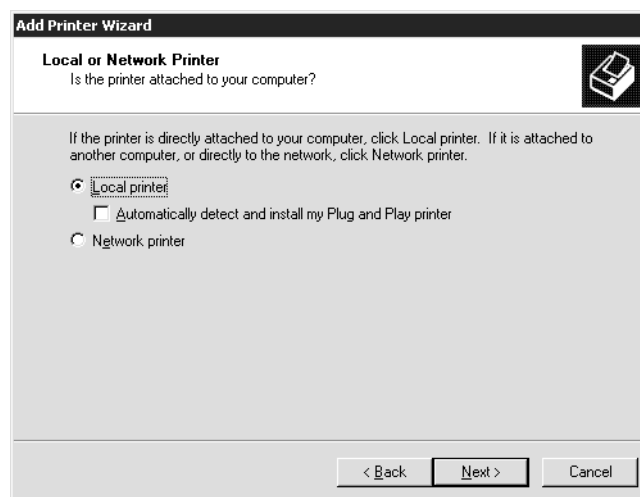 Add Printer Wizard
Local or Network Printer
Is the printer attached to your computer?
If the printer is directly attached to your computer, click Local printer.  If it is attached to
another computer, or directly to the network, click Network printer.
Local printer
Automatically detect and install my Plug and Play printer
Network printer
< Back
Next >
Cancel